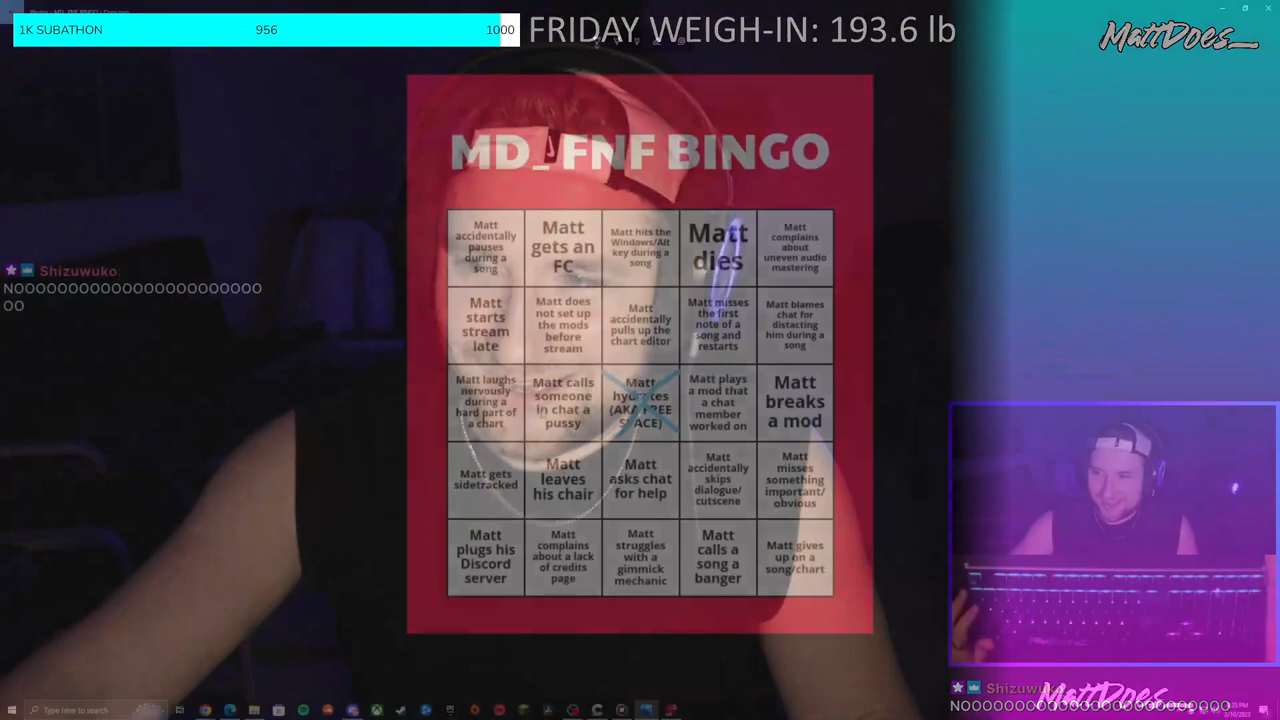 1K SUBATHON 956 1000
FRIDAY WEIGH-IN: 193.6 lb
MattDoes_
MD_FNF BINGO
Matt accidentally pauses during a song
Matt gets an FC
Matt hits the Windows/Alt key during a song
Matt dies
Matt complains about uneven audio mastering
Matt starts stream late
Matt does not set up the mods before stream
Matt accidentally pulls up the chart editor
Matt misses the first note of a song and restarts
Matt blames chat for distacting him during a song
Matt laughs nervously during a hard part of a chart
Matt calls someone in chat a pussy
Matt hydrates (AKA FREE SPACE)
Matt plays a mod that a chat member worked on
Matt breaks a mod
Matt gets sidetracked
Matt leaves his chair
Matt asks chat for help
Matt accidentally skips dialogue/ cutscene
Matt misses something important/ obvious
Matt plugs his Discord server
Matt complains about a lack of credits page
Matt struggles with a gimmick mechanic
Matt calls a song a banger
Matt gives up on a song/chart
Shizuwuko:
NOOOOOOOOOOOOOOOOOOOOOOOO
OO
Shizuwuko
MattDoes_
Type here to search
2/10/2023